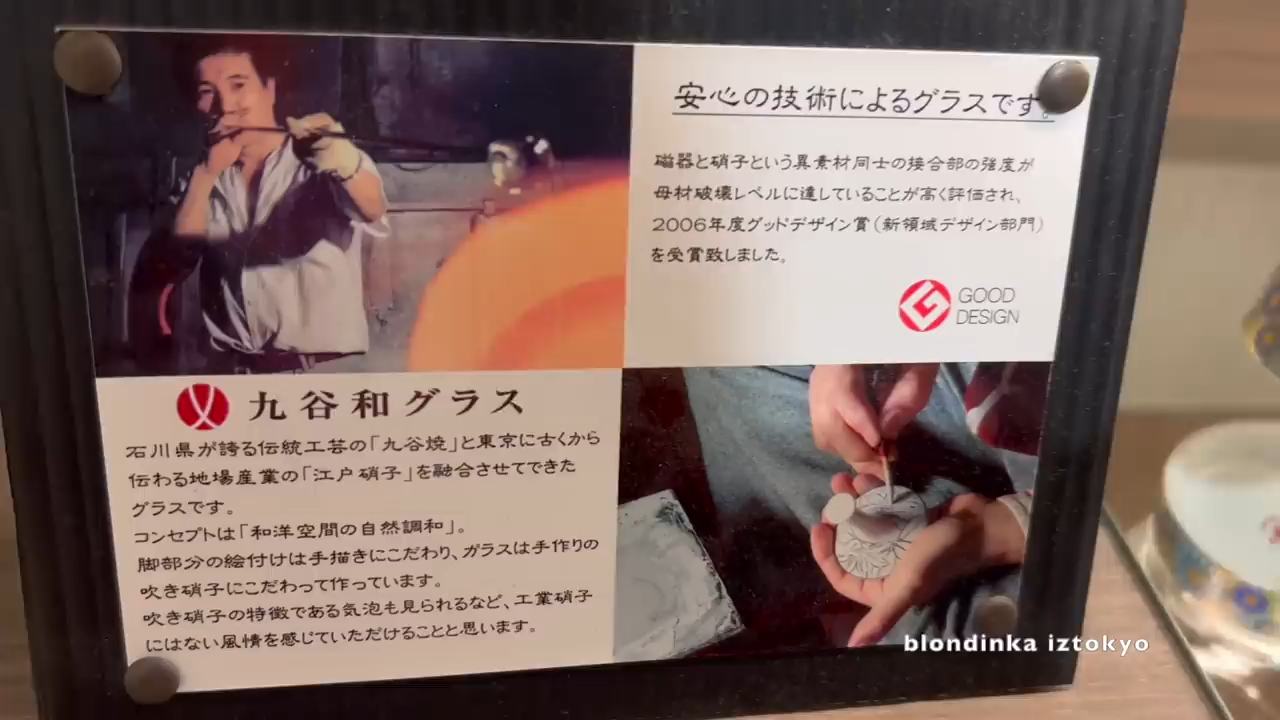 安心の技術によるグラスです。
磁器と硝子という異素材同士の接合部の強度が
母材破壊レベルに達していることが高く評価され、
2006年度グッドデザイン賞(新領域デザイン部門)
を受賞致しました。
GOOD
DESIGN
九谷和グラス
石川県が誇る伝統工芸の「九谷焼」と東京に古くから
伝わる地場産業の「江戸硝子」を融合させてできた
グラスです。
コンセプトは「和洋空間の自然調和」。
脚部分の絵付けは手描きにこだわり、ガラスは手作りの
吹き硝子にこだわって作っています。
吹き硝子の特徴である気泡も見られるなど、工業硝子
にはない風情を感じていただけることと思います。
blondinka iztokyo